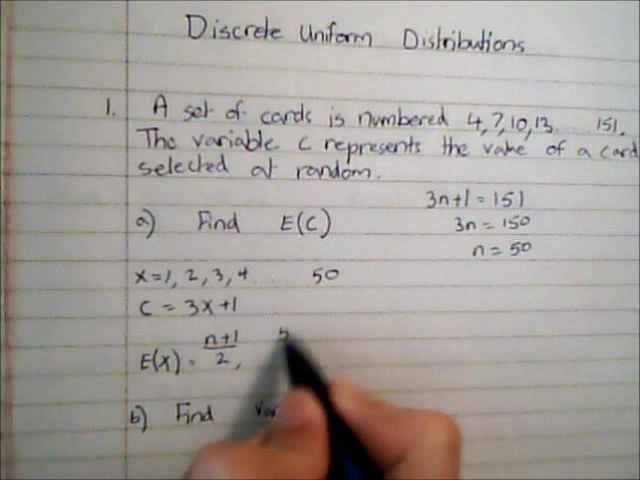 Discrete Uniform Distributions
1. A set of cards is numbered 4, 7, 10, 13 ... 151.
The variable C represents the value of a card
selected at random.
3n+1 = 151
a) Find E(C)
3n = 150
n = 50
X = 1, 2, 3, 4 ... 50
C = 3X+1
E(X) = n+1/2, 5
b) Find